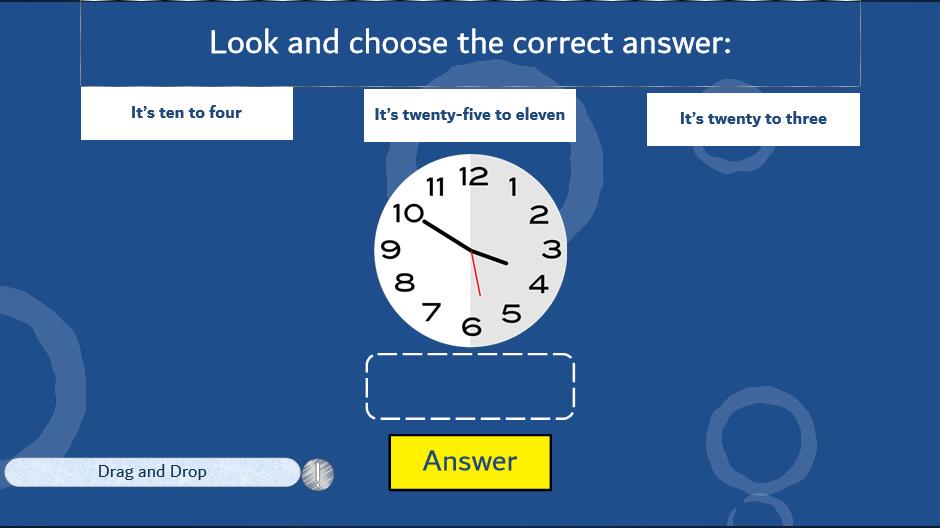 Look and choose the correct answer:
It's ten to four
It's twenty-five to eleven
It's twenty to three
12
11
1
10
2
9
3
8
4
7
5
6
Answer
Drag and Drop
!